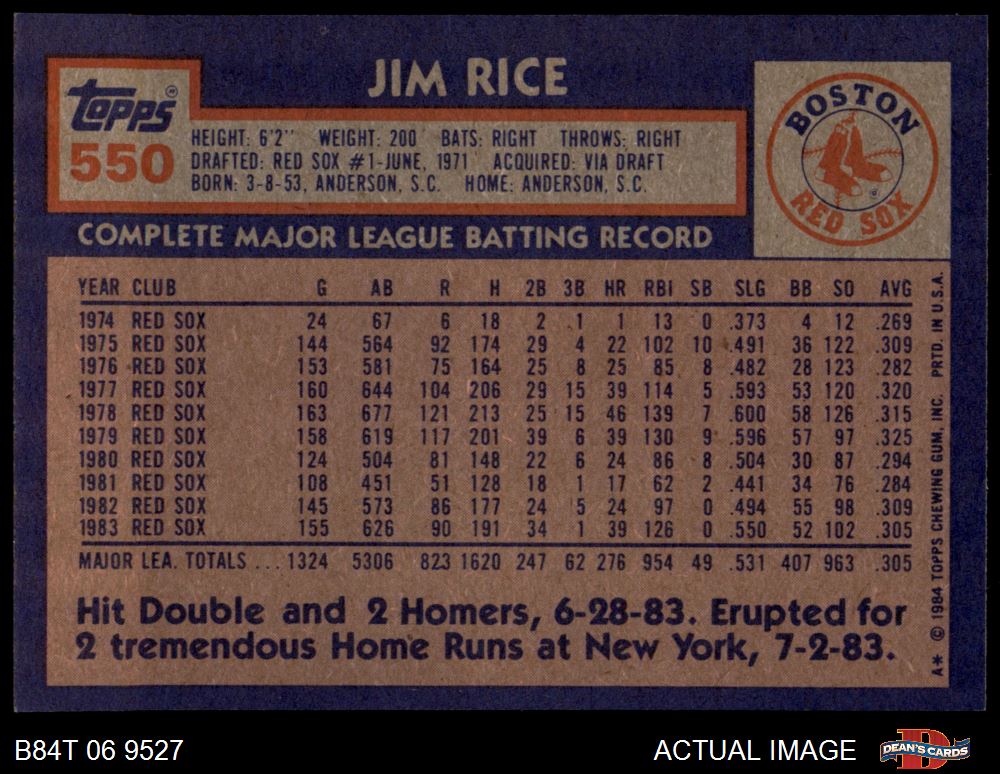 JIM RICE
topps
550
HEIGHT: 6'2" WEIGHT: 200 BATS: RIGHT THROWS: RIGHT
DRAFTED: RED SOX #1-JUNE, 1971 ACQUIRED: VIA DRAFT
BORN: 3-8-53, ANDERSON, S.C. HOME: ANDERSON, S.C.
BOSTON
RED SOX
COMPLETE MAJOR LEAGUE BATTING RECORD
YEAR CLUB G AB R H 2B 3B HR RBI SB SLG BB SO AVG
1974 RED SOX 24 67 6 18 2 1 1 13 0 .373 4 12 .269
1975 RED SOX 144 564 92 174 29 4 22 102 10 .491 36 122 .309
1976 RED SOX 153 581 75 164 25 8 25 85 8 .482 28 123 .282
1977 RED SOX 160 644 104 206 29 15 39 114 5 .593 53 120 .320
1978 RED SOX 163 677 121 213 25 15 46 139 7 .600 58 126 .315
1979 RED SOX 158 619 117 201 39 6 39 130 9 .596 57 97 .325
1980 RED SOX 124 504 81 148 22 6 24 86 8 .504 30 87 .294
1981 RED SOX 108 451 51 128 18 1 17 62 2 .441 34 76 .284
1982 RED SOX 145 573 86 177 24 5 24 97 0 .494 55 98 .309
1983 RED SOX 155 626 90 191 34 1 39 126 0 .550 52 102 .305
MAJOR LEA. TOTALS ... 1324 5306 823 1620 247 62 276 954 49 .531 407 963 .305
Hit Double and 2 Homers, 6-28-83. Erupted for
2 tremendous Home Runs at New York, 7-2-83.
A* © 1984 TOPPS CHEWING GUM, INC. PRTD. IN U.S.A.
B84T 06 9527
ACTUAL IMAGE
DEAN'S CARDS